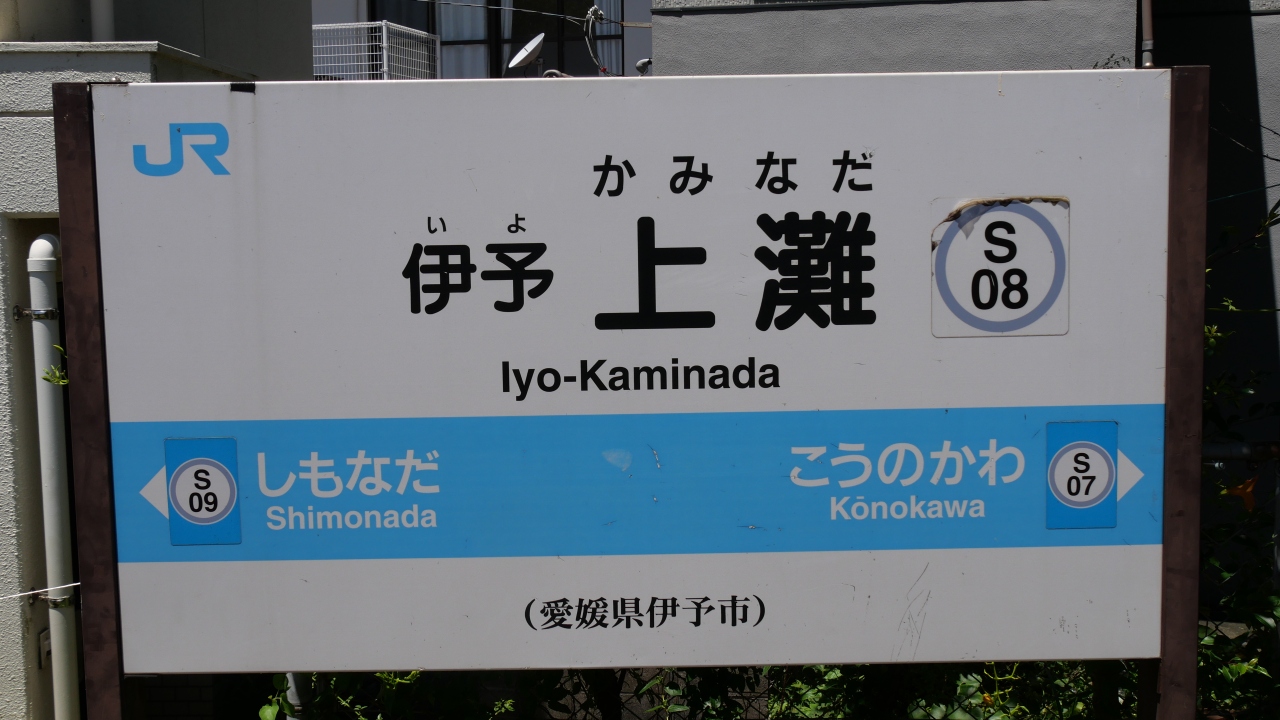 JR
かみなだ
いよ
伊予上灘
S
08
Iyo-Kaminada
S
09
しもなだ
Shimonada
こうのかわ
Kōnokawa
S
07
(愛媛県伊予市)